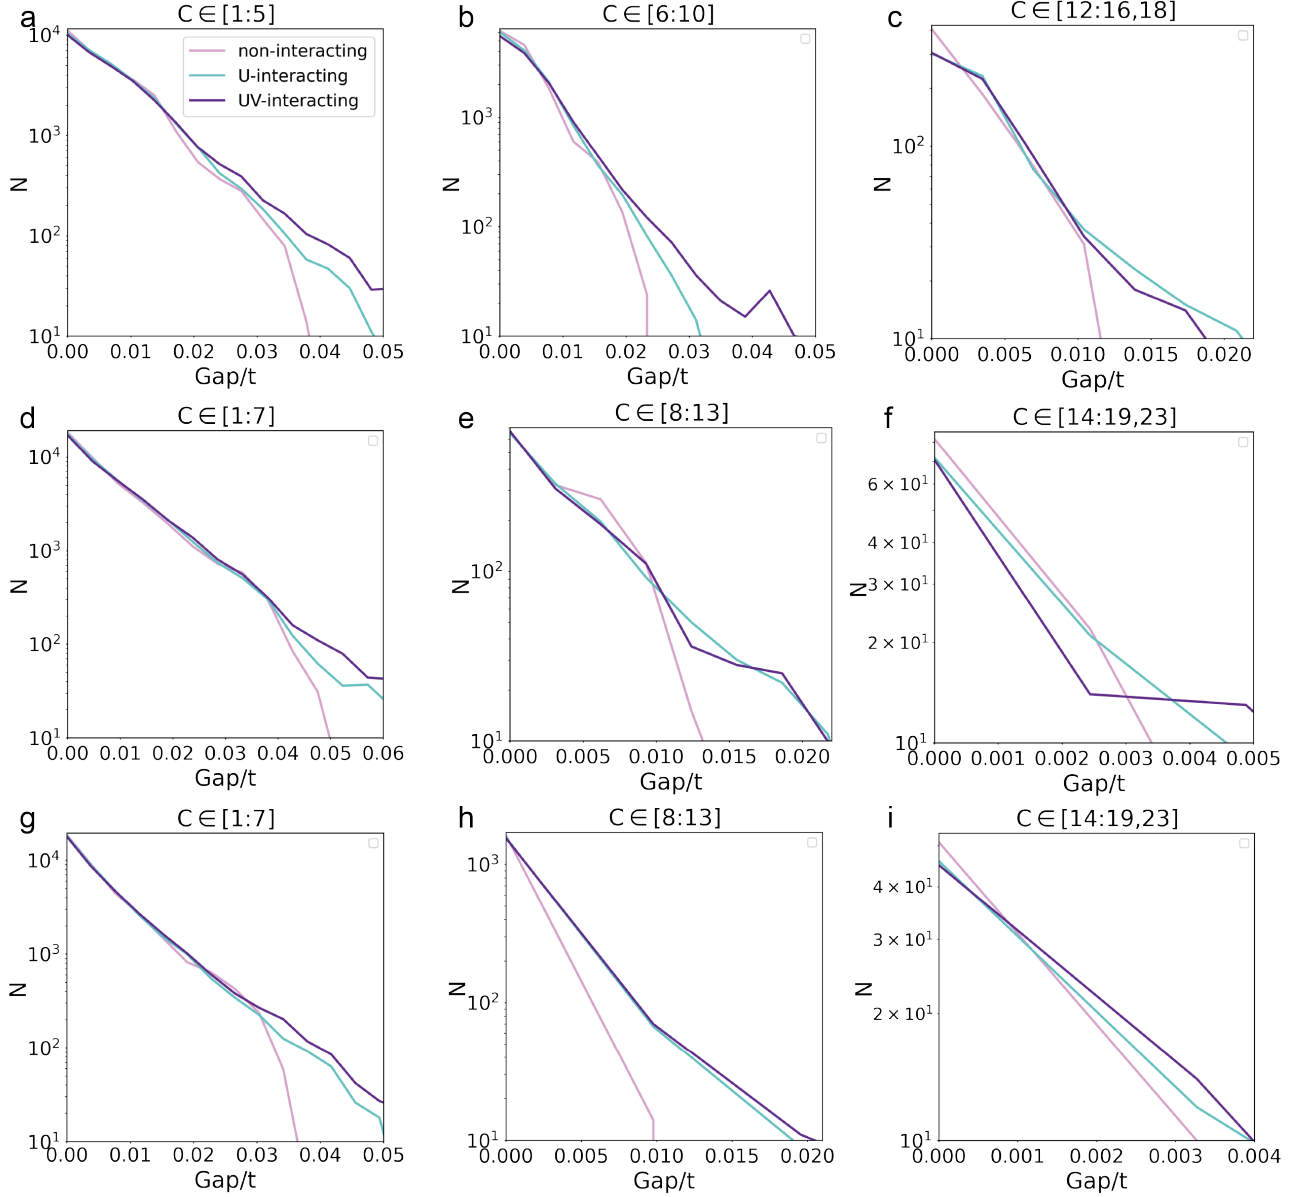 a
C ∈ [1:5]
non-interacting
U-interacting
UV-interacting
10⁴
10³
10²
10¹
N
0.00 0.01 0.02 0.03 0.04 0.05
Gap/t
b
C ∈ [6:10]
10³
10²
10¹
N
0.00 0.01 0.02 0.03 0.04 0.05
Gap/t
c
C ∈ [12:16,18]
10²
10¹
N
0.000 0.005 0.010 0.015 0.020
Gap/t
d
C ∈ [1:7]
10⁴
10³
10²
10¹
N
0.00 0.01 0.02 0.03 0.04 0.05 0.06
Gap/t
e
C ∈ [8:13]
10²
10¹
N
0.000 0.005 0.010 0.015 0.020
Gap/t
f
C ∈ [14:19,23]
6 × 10¹
4 × 10¹
3 × 10¹
2 × 10¹
10¹
N
0.000 0.001 0.002 0.003 0.004 0.005
Gap/t
g
C ∈ [1:7]
10⁴
10³
10²
10¹
N
0.00 0.01 0.02 0.03 0.04 0.05
Gap/t
h
C ∈ [8:13]
10³
10²
10¹
N
0.000 0.005 0.010 0.015 0.020
Gap/t
i
C ∈ [14:19,23]
4 × 10¹
3 × 10¹
2 × 10¹
10¹
N
0.000 0.001 0.002 0.003 0.004
Gap/t